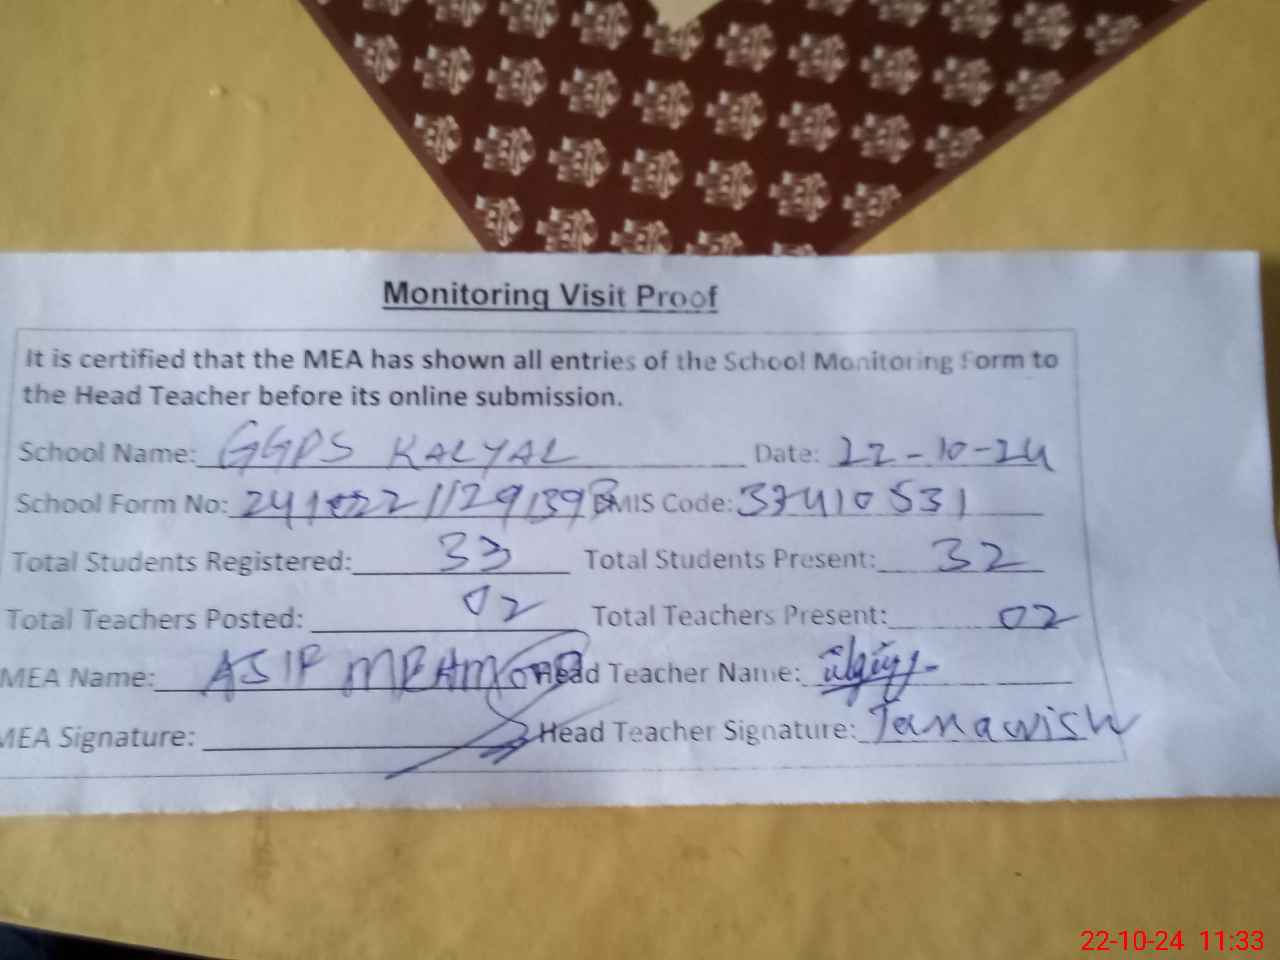 Monitoring Visit Proof
It is certified that the MEA has shown all entries of the School Monitoring Form to
the Head Teacher before its online submission.
School Name: GGPS KALYAL Date: 22-10-24
School Form No: 241022112913 EMIS Code: 37410531
Total Students Registered: 33 Total Students Present: 32
Total Teachers Posted: 02 Total Teachers Present: 02
MEA Name: ASIF MEHMOOD Head Teacher Name:
MEA Signature: Head Teacher Signature: Tanawish
22-10-24 11:33